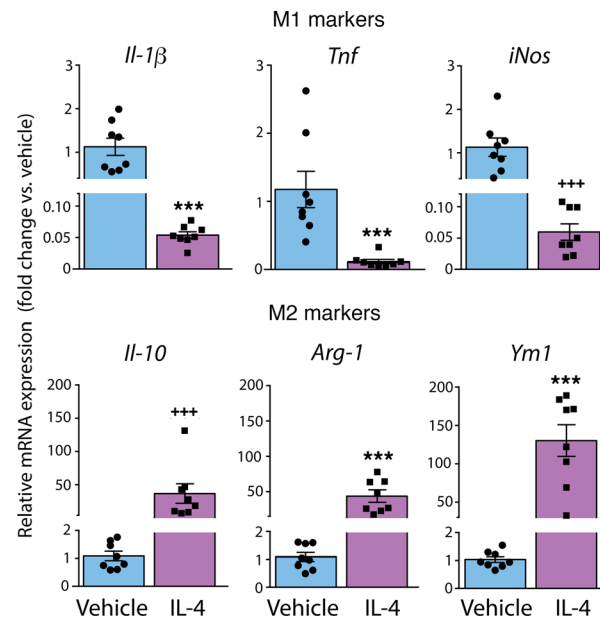 M1 markers
Il-1β Tnf iNos
3 3 3
2 2 2
1 1 1
0.10 0.10
0.05 0.05
0 0 0
*** *** +++
Relative mRNA expression (fold change vs. vehicle)
M2 markers
Il-10 Arg-1 Ym1
200 200 200
150 150 150
100 100 100
50 50 50
2 2 2
1 1 1
0 0 0
+++ *** ***
Vehicle IL-4 Vehicle IL-4 Vehicle IL-4